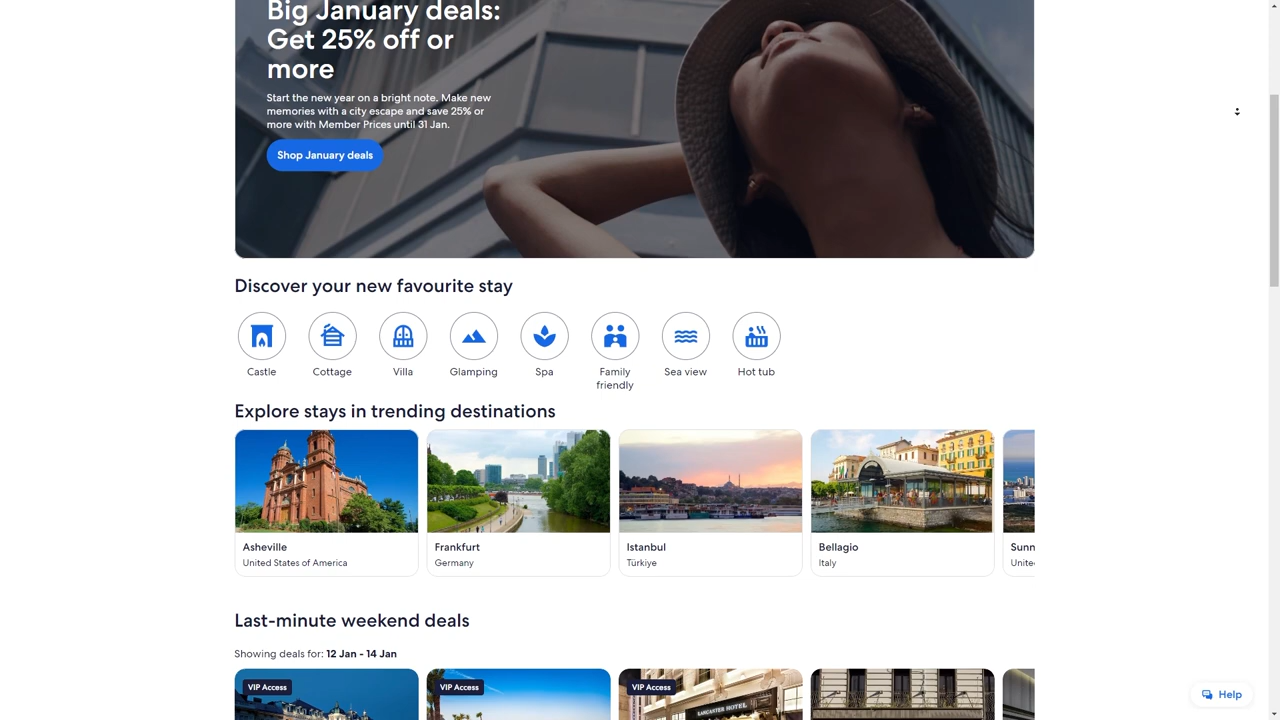 Big January deals:
Get 25% off or
more
Start the new year on a bright note. Make new
memories with a city escape and save 25% or
more with Member Prices until 31 Jan.
Shop January deals
Discover your new favourite stay
Castle
Cottage
Villa
Glamping
Spa
Family
friendly
Sea view
Hot tub
Explore stays in trending destinations
Asheville
United States of America
Frankfurt
Germany
Istanbul
Türkiye
Bellagio
Italy
Sunn
Unite
Last-minute weekend deals
Showing deals for: 12 Jan - 14 Jan
VIP Access
VIP Access
VIP Access
LANCASTER HOTEL
Help